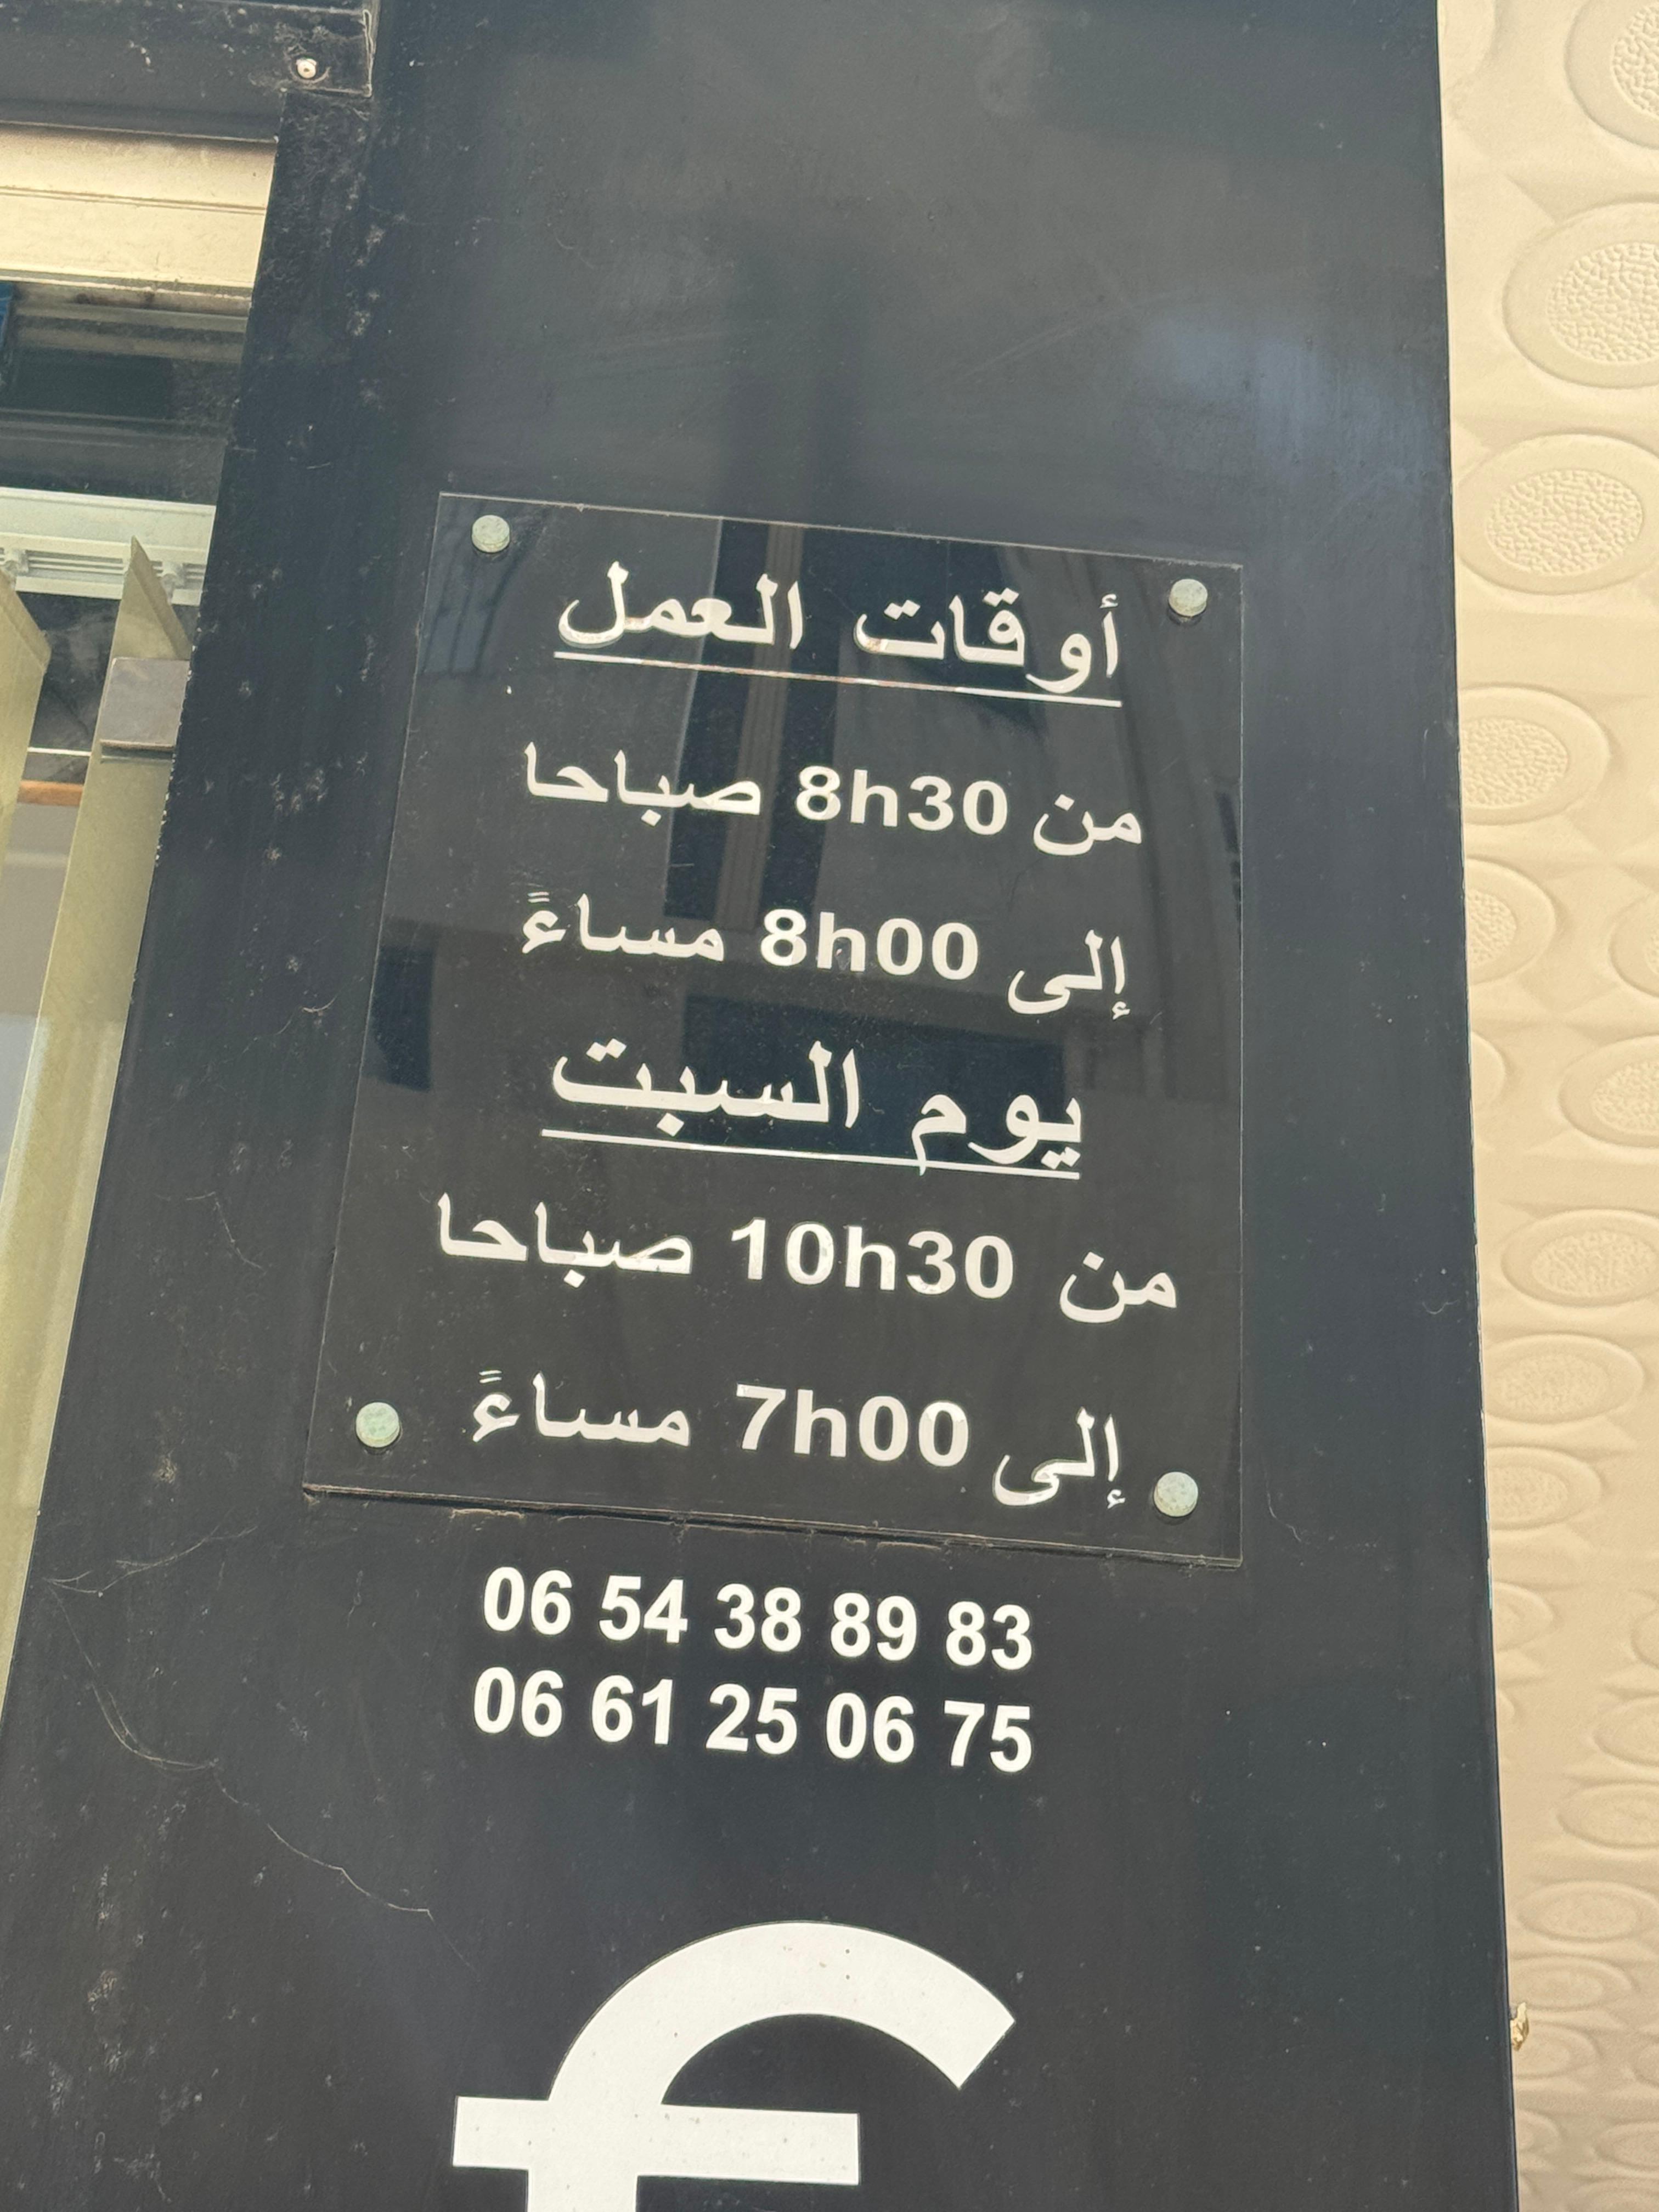 أوقات العمل
من 8h30 صباحا
إلى 8h00 مساءً
يوم السبت
من 10h30 صباحا
إلى 7h00 مساءً
06 54 38 89 83
06 61 25 06 75
€